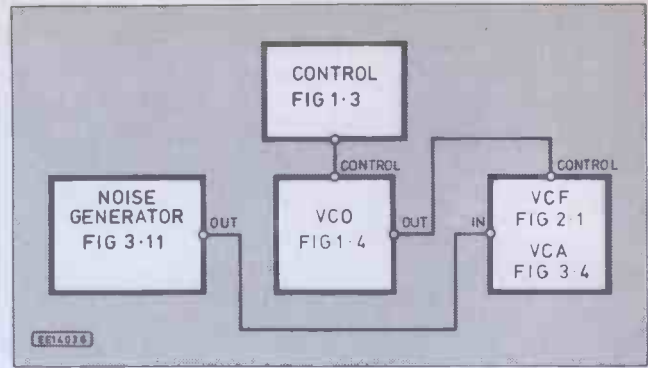 CONTROL
FIG 1·3
CONTROL
CONTROL
NOISE
GENERATOR
FIG 3·11
OUT
VCO
FIG 1·4
OUT
IN
VCF
FIG 2·1
VCA
FIG 3·4
EE1403G